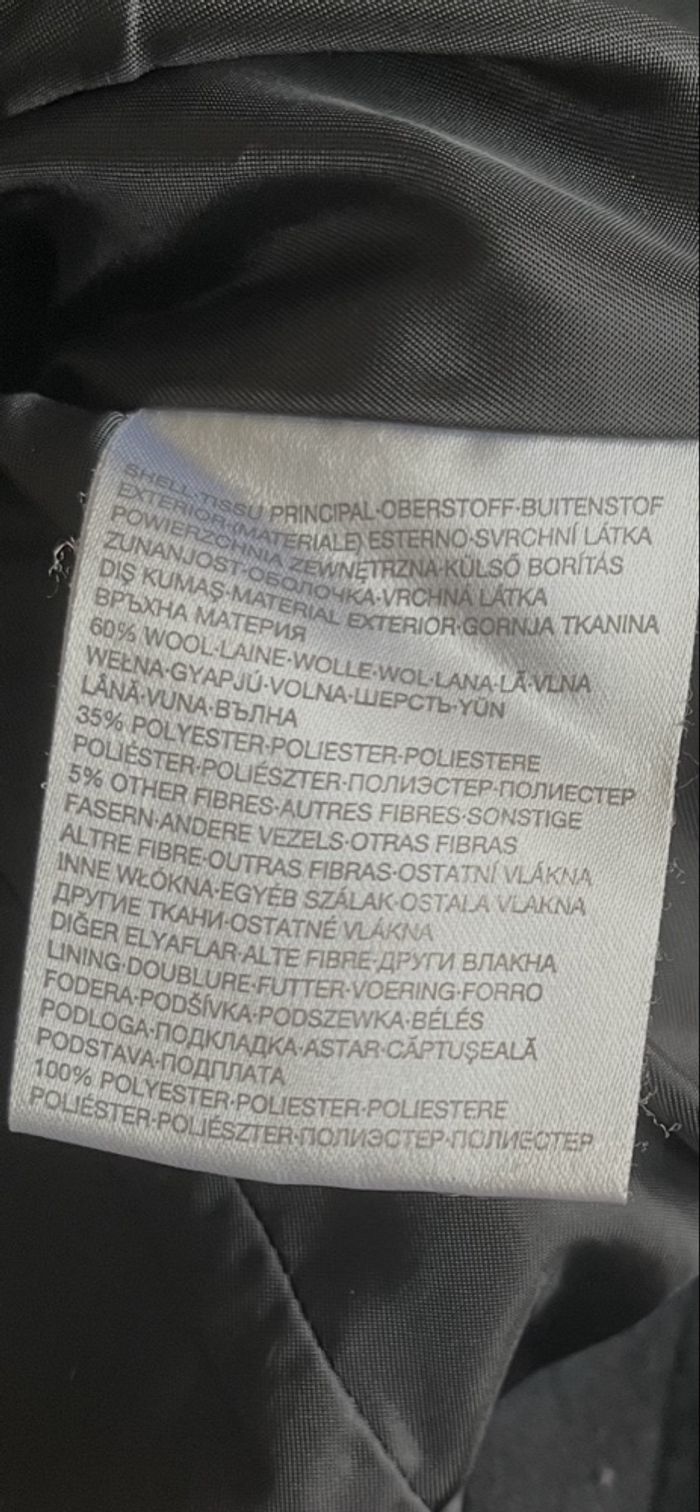 SHELL·TISSU PRINCIPAL·OBERSTOFF·BUITENSTOF
EXTERIOR·(MATERIALE) ESTERNO·SVRCHNÍ LÁTKA
POWIERZCHNIA ZEWNĘTRZNA·KÜLSŐ BORÍTÁS
ZUNANJOST·ОБОЛОЧКА·VRCHNÁ LÁTKA
DIŞ KUMAŞ·MATERIAL EXTERIOR·GORNJA TKANINA
ВРЪХНА МАТЕРИЯ
60% WOOL·LAINE·WOLLE·WOL·LANA·LÃ·VLNA
WEŁNA·GYAPJÚ·VOLNA·ШЕРСТЬ·YÜN
LÂNĂ·VUNA·ВЪЛНА
35% POLYESTER·POLIESTER·POLIESTERE
POLIÉSTER·POLIÉSZTER·ПОЛИЭСТЕР·ПОЛИЕСТЕР
5% OTHER FIBRES·AUTRES FIBRES·SONSTIGE
FASERN·ANDERE VEZELS·OTRAS FIBRAS
ALTRE FIBRE·OUTRAS FIBRAS·OSTATNÍ VLÁKNA
INNE WŁÓKNA·EGYÉB SZÁLAK·OSTALA VLAKNA
ДРУГИЕ ТКАНИ·OSTATNÉ VLÁKNA
DIĞER ELYAFLAR·ALTE FIBRE·ДРУГИ ВЛАКНА
LINING·DOUBLURE·FUTTER·VOERING·FORRO
FODERA·PODŠÍVKA·PODSZEWKA·BÉLÉS
PODLOGA·ПОДКЛАДКА·ASTAR·CĂPTUŞEALĂ
PODSTAVA·ПОДПЛАТА
100% POLYESTER·POLIESTER·POLIESTERE
POLIÉSTER·POLIÉSZTER·ПОЛИЭСТЕР·ПОЛИЕСТЕР